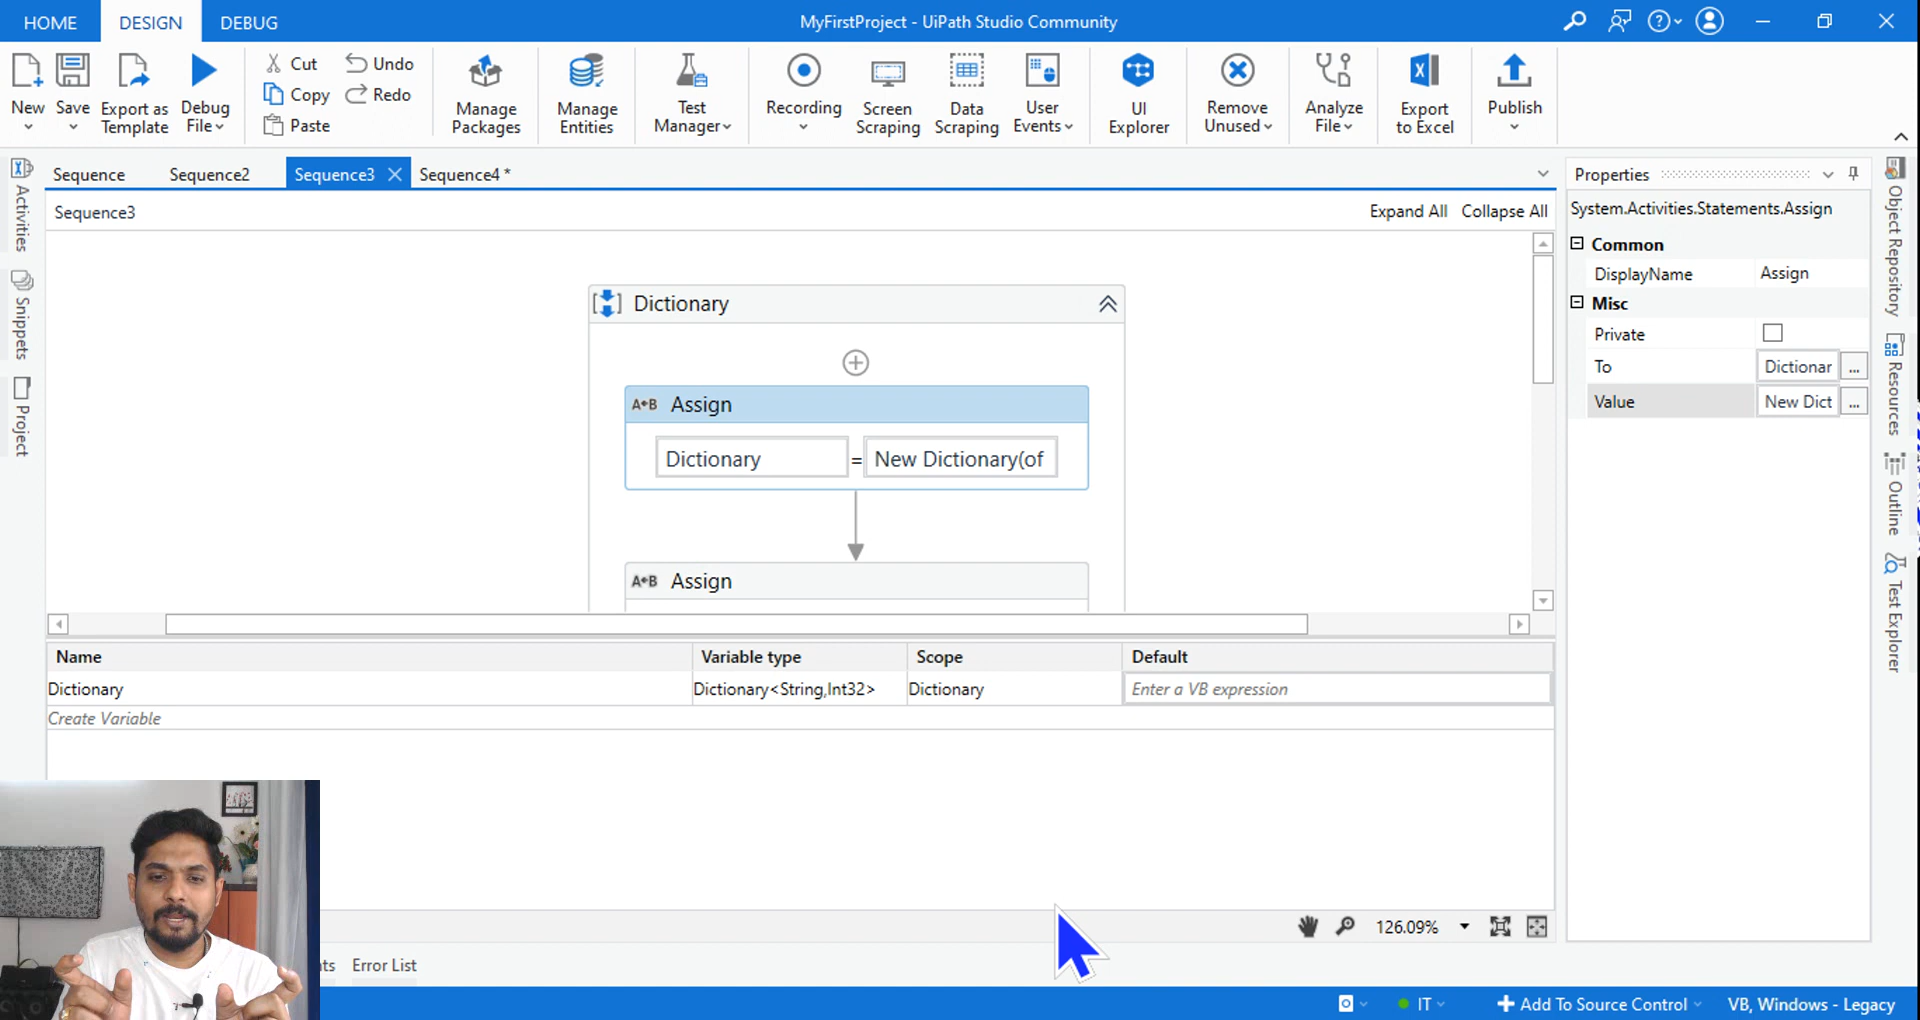 HOME DESIGN DEBUG MyFirstProject - UiPath Studio Community
New Save Export as Template Debug File Cut Copy Paste Undo Redo Manage Packages Manage Entities Test Manager Recording Screen Scraping Data Scraping User Events UI Explorer Remove Unused Analyze File Export to Excel Publish
Sequence Sequence2 Sequence3 Sequence4 *
Sequence3 Expand All Collapse All
Activities
Snippets
Project
Dictionary
A B Assign
Dictionary = New Dictionary(of
A B Assign
Name Variable type Scope Default
Dictionary Dictionary<String,Int32> Dictionary Enter a VB expression
Create Variable
126.09%
ts Error List
Properties
System.Activities.Statements.Assign
Common
DisplayName Assign
Misc
Private
To Dictionar ...
Value New Dict ...
Object Repository
Resources
Outline
Test Explorer
IT Add To Source Control VB, Windows - Legacy